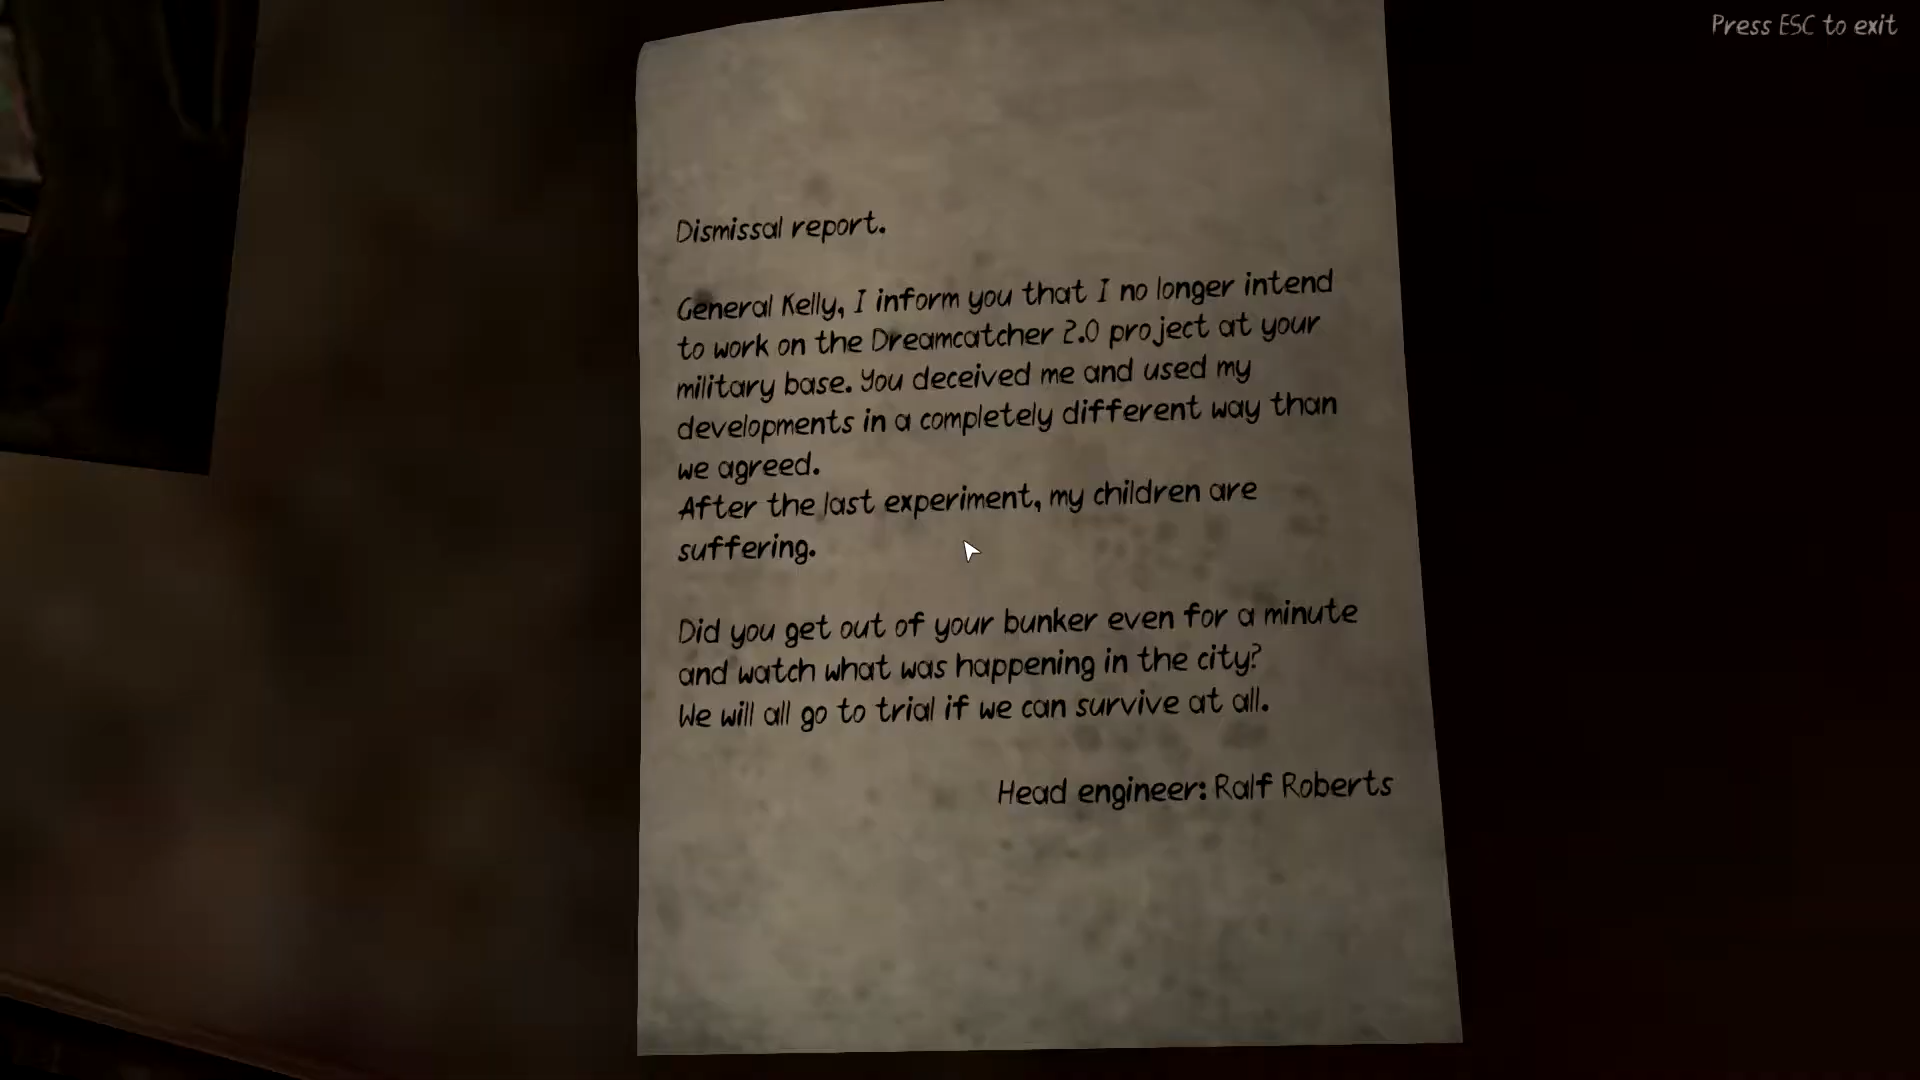 Press ESC to exit
Dismissal report.
General Kelly, I inform you that I no longer intend
to work on the Dreamcatcher 2.0 project at your
military base. You deceived me and used my
developments in a completely different way than
we agreed.
After the last experiment, my children are
suffering.
Did you get out of your bunker even for a minute
and watch what was happening in the city?
We will all go to trial if we can survive at all.
Head engineer: Ralf Roberts